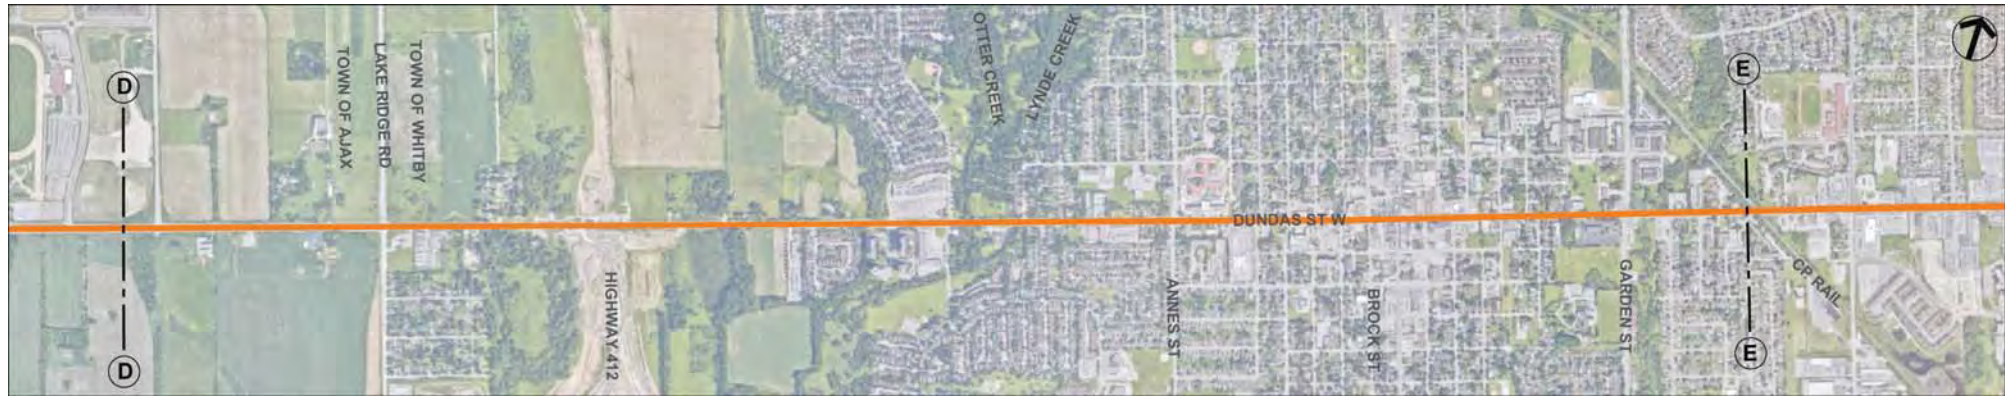 D
D
TOWN OF AJAX
LAKE RIDGE RD
TOWN OF WHITBY
HIGHWAY 412
OTTER CREEK
LYNDE CREEK
ANNES ST
DUNDAS ST W
BROCK ST
GARDEN ST
E
E
CP RAIL